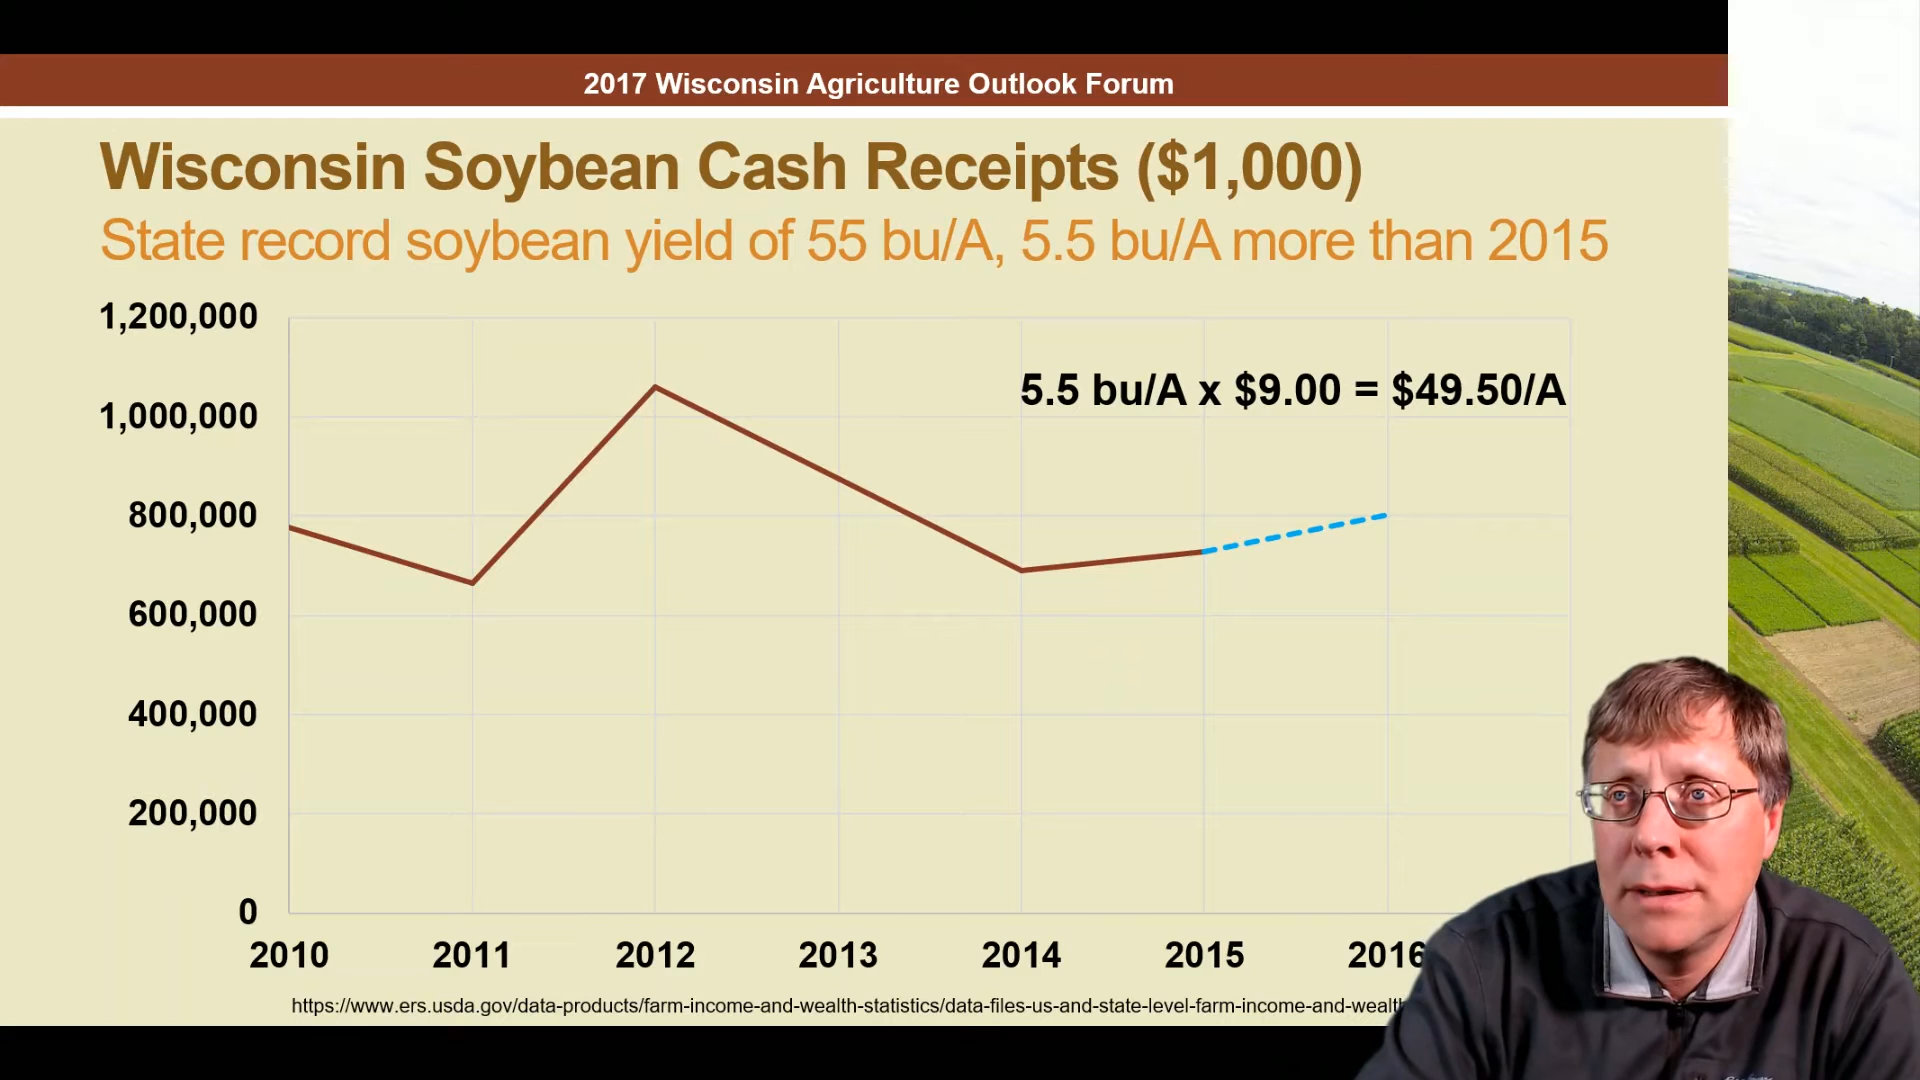 2017 Wisconsin Agriculture Outlook Forum
Wisconsin Soybean Cash Receipts ($1,000)
State record soybean yield of 55 bu/A, 5.5 bu/A more than 2015
5.5 bu/A x $9.00 = $49.50/A
1,200,000
1,000,000
800,000
600,000
400,000
200,000
0
2010 2011 2012 2013 2014 2015 2016
https://www.ers.usda.gov/data-products/farm-income-and-wealth-statistics/data-files-us-and-state-level-farm-income-and-wealth